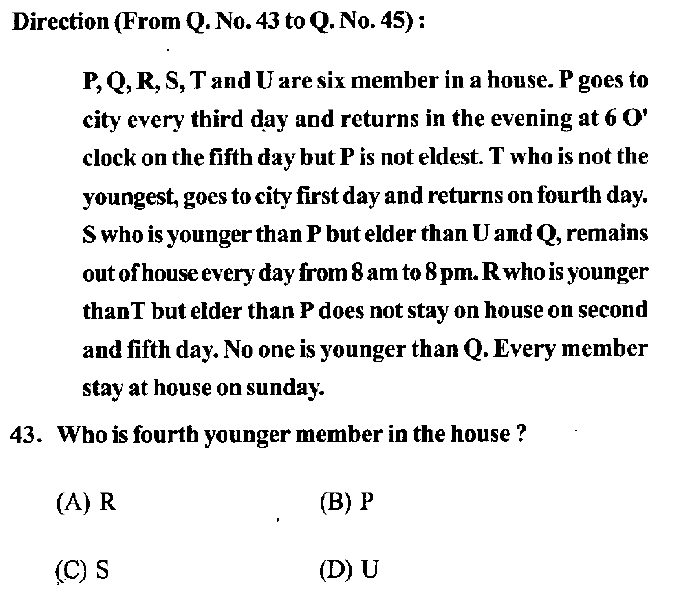 Direction (From Q. No. 43 to Q. No. 45) :
P, Q, R, S, T and U are six member in a house. P goes to
city every third day and returns in the evening at 6 O'
clock on the fifth day but P is not eldest. T who is not the
youngest, goes to city first day and returns on fourth day.
S who is younger than P but elder than U and Q, remains
out of house every day from 8 am to 8 pm. R who is younger
thanT but elder than P does not stay on house on second
and fifth day. No one is younger than Q. Every member
stay at house on sunday.
43. Who is fourth younger member in the house ?
(A) R (B) P
(C) S (D) U